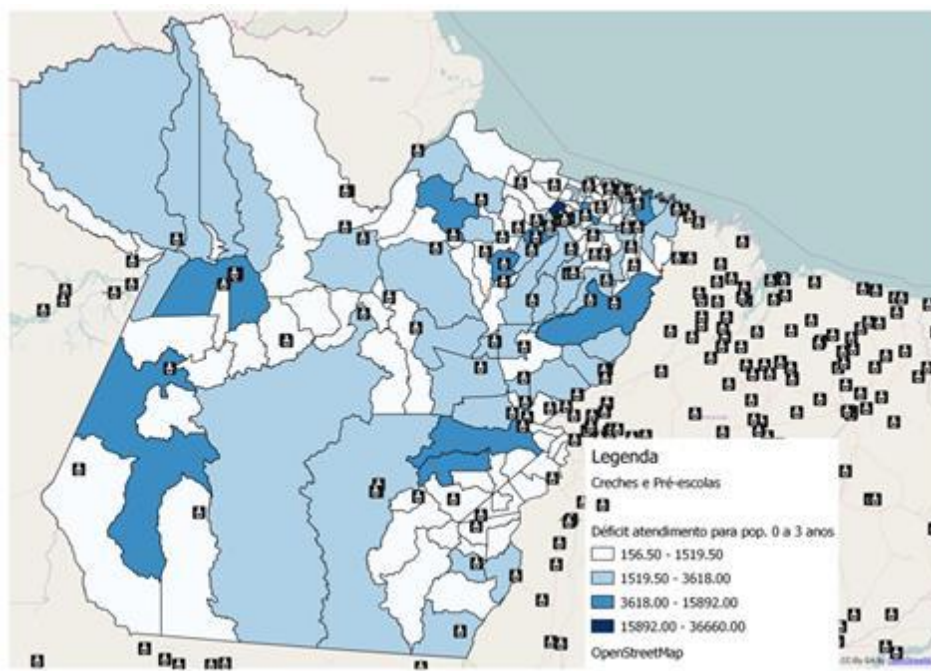 Legenda
Creches e Pré-escolas
Déficit atendimento para pop. 0 a 3 anos
156.50 - 1519.50
1519.50 - 3618.00
3618.00 - 15892.00
15892.00 - 36660.00
OpenStreetMap